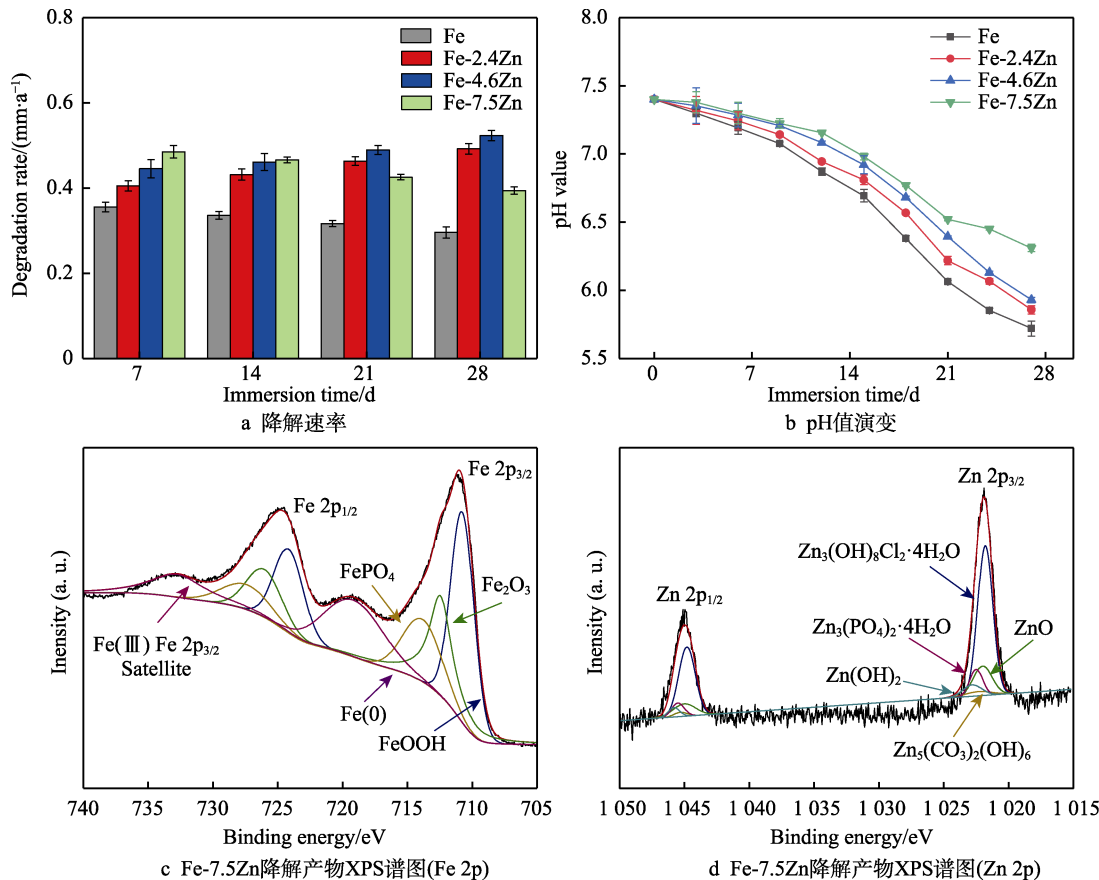 0.8
0.6
0.4
0.2
0
Degradation rate/(mm·a⁻¹)
Fe
Fe-2.4Zn
Fe-4.6Zn
Fe-7.5Zn
7 14 21 28
Immersion time/d
a 降解速率
8.0
7.5
7.0
6.5
6.0
5.5
pH value
Fe
Fe-2.4Zn
Fe-4.6Zn
Fe-7.5Zn
0 7 14 21 28
Immersion time/d
b pH值演变
Inensity (a. u.)
Fe 2p₃/₂
Fe 2p₁/₂
FePO₄
Fe₂O₃
Fe(Ⅲ) Fe 2p₃/₂
Satellite
Fe(0)
FeOOH
740 735 730 725 720 715 710 705
Binding energy/eV
c Fe-7.5Zn降解产物XPS谱图(Fe 2p)
Inensity (a. u.)
Zn 2p₃/₂
Zn₃(OH)₈Cl₂·4H₂O
Zn 2p₁/₂
Zn₃(PO₄)₂·4H₂O
ZnO
Zn(OH)₂
Zn₅(CO₃)₂(OH)₆
1 050 1 045 1 040 1 035 1 030 1 025 1 020 1 015
Binding energy/eV
d Fe-7.5Zn降解产物XPS谱图(Zn 2p)